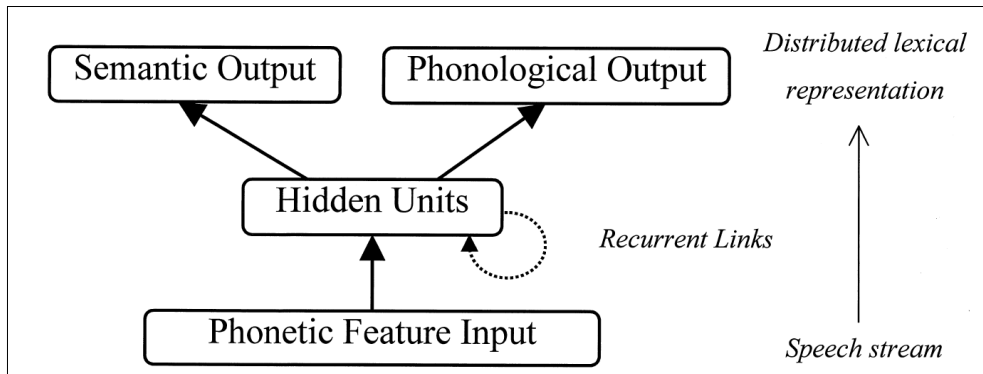 Semantic Output
Phonological Output
Distributed lexical
representation
Hidden Units
Recurrent Links
Phonetic Feature Input
Speech stream